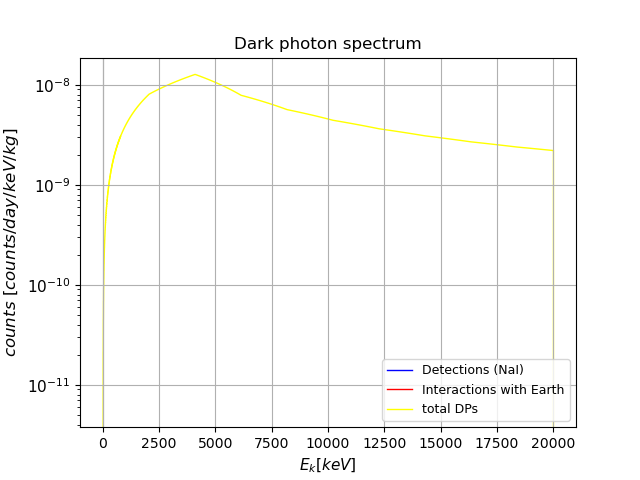 Dark photon spectrum
counts [counts/day/keV/kg]
10⁻⁸
10⁻⁹
10⁻¹⁰
10⁻¹¹
Detections (NaI)
Interactions with Earth
total DPs
0 2500 5000 7500 10000 12500 15000 17500 20000
Eₖ[keV]